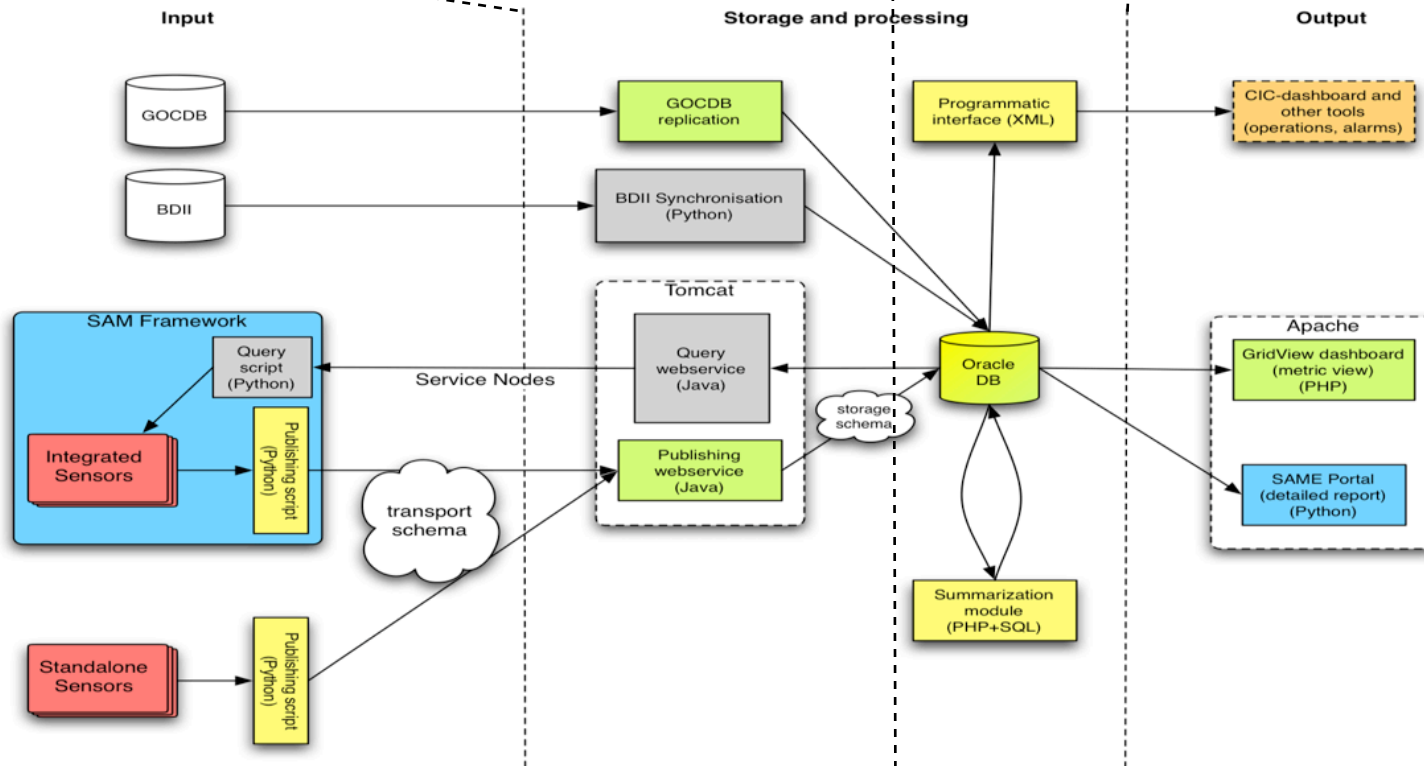 Input
Storage and processing
Output
GOCDB
GOCDB
replication
Programmatic
interface (XML)
CIC-dashboard and
other tools
(operations, alarms)
BDII
BDII Synchronisation
(Python)
SAM Framework
Query
script
(Python)
Service Nodes
Integrated
Sensors
Publishing script
(Python)
transport
schema
Tomcat
Query
webservice
(Java)
Publishing
webservice
(Java)
storage
schema
Oracle
DB
Apache
GridView dashboard
(metric view)
(PHP)
SAME Portal
(detailed report)
(Python)
Summarization
module
(PHP+SQL)
Standalone
Sensors
Publishing script
(Python)